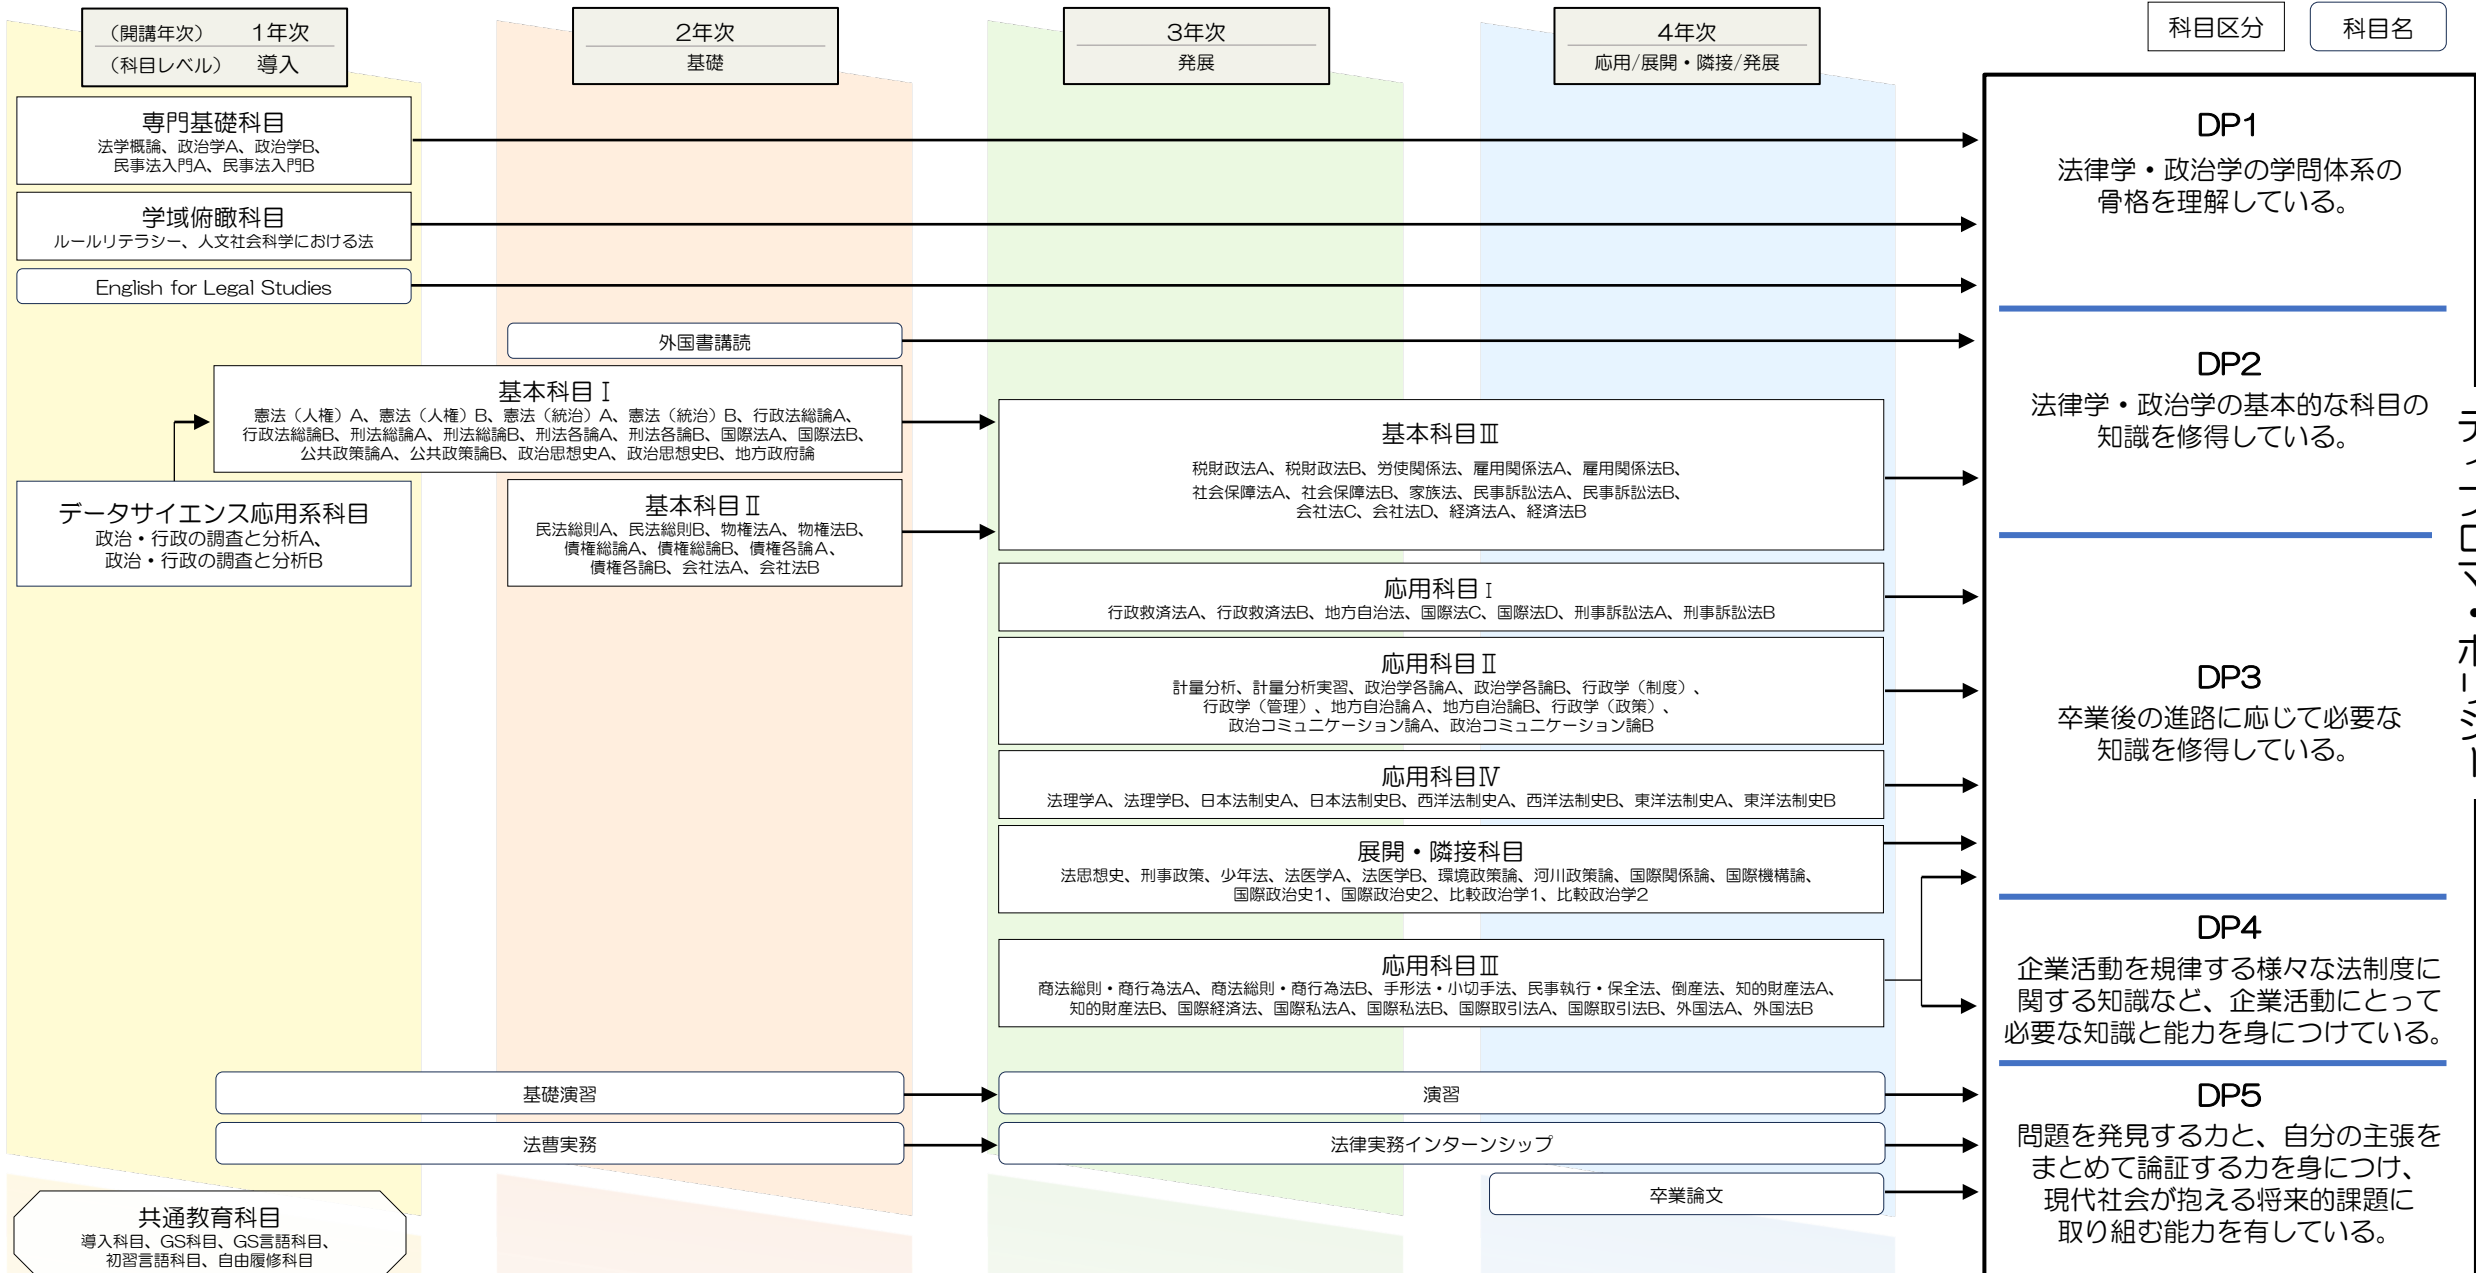 （開講年次） 1年次
（科目レベル） 導入
2年次
基礎
3年次
発展
4年次
応用/展開・隣接/発展
科目区分
科目名
専門基礎科目
法学概論、政治学A、政治学B、
民事法入門A、民事法入門B
学域俯瞰科目
ルールリテラシー、人文社会科学における法
English for Legal Studies
外国書講読
基本科目Ⅰ
憲法（人権）A、憲法（人権）B、憲法（統治）A、憲法（統治）B、行政法総論A、
行政法総論B、刑法総論A、刑法総論B、刑法各論A、刑法各論B、国際法A、国際法B、
公共政策論A、公共政策論B、政治思想史A、政治思想史B、地方政府論
データサイエンス応用系科目
政治・行政の調査と分析A、
政治・行政の調査と分析B
基本科目Ⅱ
民法総則A、民法総則B、物権法A、物権法B、
債権総論A、債権総論B、債権各論A、
債権各論B、会社法A、会社法B
基本科目Ⅲ
税財政法A、税財政法B、労使関係法、雇用関係法A、雇用関係法B、
社会保障法A、社会保障法B、家族法、民事訴訟法A、民事訴訟法B、
会社法C、会社法D、経済法A、経済法B
応用科目Ⅰ
行政救済法A、行政救済法B、地方自治法、国際法C、国際法D、刑事訴訟法A、刑事訴訟法B
応用科目Ⅱ
計量分析、計量分析実習、政治学各論A、政治学各論B、行政学（制度）、
行政学（管理）、地方自治論A、地方自治論B、行政学（政策）、
政治コミュニケーション論A、政治コミュニケーション論B
応用科目Ⅳ
法理学A、法理学B、日本法制史A、日本法制史B、西洋法制史A、西洋法制史B、東洋法制史A、東洋法制史B
展開・隣接科目
法思想史、刑事政策、少年法、法医学A、法医学B、環境政策論、河川政策論、国際関係論、国際機構論、
国際政治史1、国際政治史2、比較政治学1、比較政治学2
応用科目Ⅲ
商法総則・商行為法A、商法総則・商行為法B、手形法・小切手法、民事執行・保全法、倒産法、知的財産法A、
知的財産法B、国際経済法、国際私法A、国際私法B、国際取引法A、国際取引法B、外国法A、外国法B
基礎演習
演習
法曹実務
法律実務インターンシップ
卒業論文
共通教育科目
導入科目、GS科目、GS言語科目、
初習言語科目、自由履修科目
DP1
法律学・政治学の学問体系の
骨格を理解している。
DP2
法律学・政治学の基本的な科目の
知識を修得している。
DP3
卒業後の進路に応じて必要な
知識を修得している。
DP4
企業活動を規律する様々な法制度に
関する知識など、企業活動にとって
必要な知識と能力を身につけている。
DP5
問題を発見する力と、自分の主張を
まとめて論証する力を身につけ、
現代社会が抱える将来的課題に
取り組む能力を有している。
ディプロマ・ポリシー